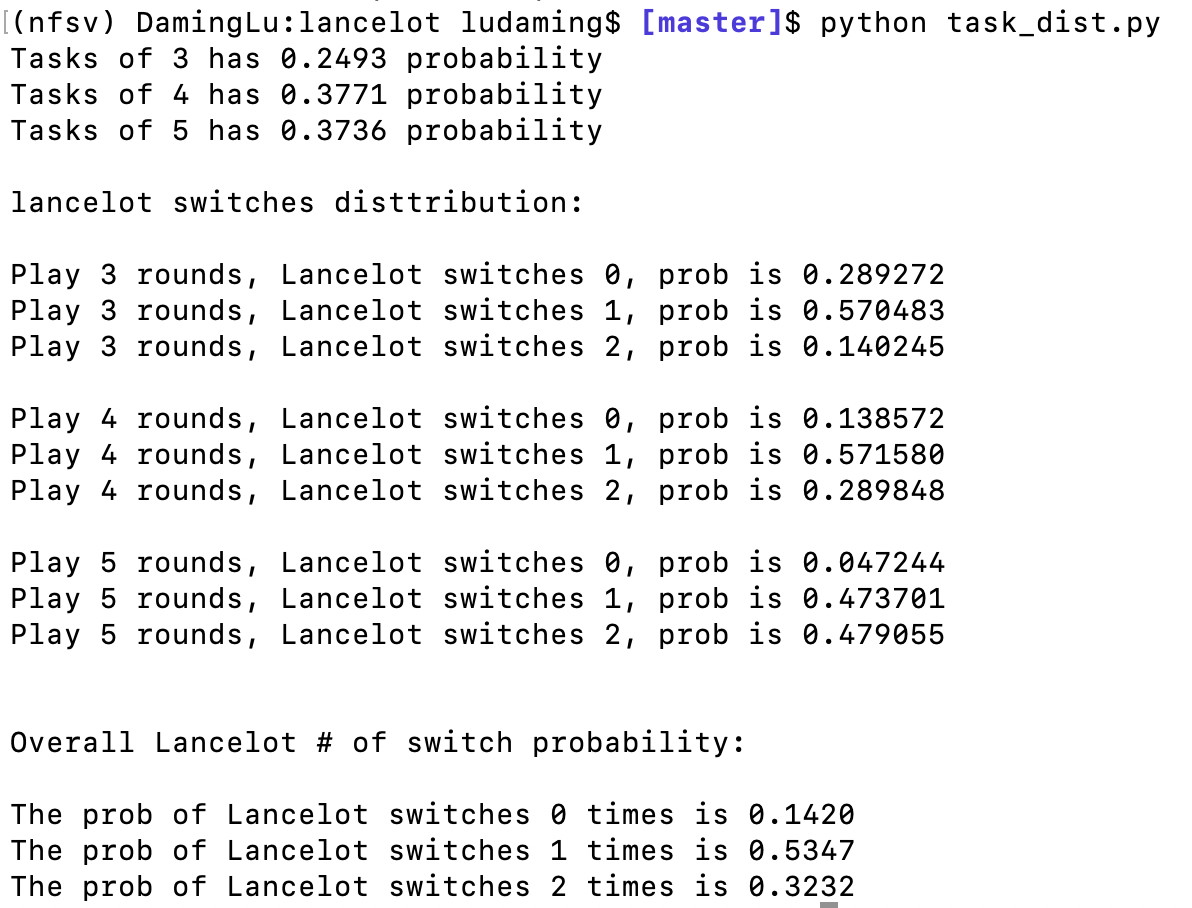 [(nfsv) DamingLu:lancelot ludaming$ [master]$ python task_dist.py
Tasks of 3 has 0.2493 probability
Tasks of 4 has 0.3771 probability
Tasks of 5 has 0.3736 probability
lancelot switches disttribution:
Play 3 rounds, Lancelot switches 0, prob is 0.289272
Play 3 rounds, Lancelot switches 1, prob is 0.570483
Play 3 rounds, Lancelot switches 2, prob is 0.140245
Play 4 rounds, Lancelot switches 0, prob is 0.138572
Play 4 rounds, Lancelot switches 1, prob is 0.571580
Play 4 rounds, Lancelot switches 2, prob is 0.289848
Play 5 rounds, Lancelot switches 0, prob is 0.047244
Play 5 rounds, Lancelot switches 1, prob is 0.473701
Play 5 rounds, Lancelot switches 2, prob is 0.479055
Overall Lancelot # of switch probability:
The prob of Lancelot switches 0 times is 0.1420
The prob of Lancelot switches 1 times is 0.5347
The prob of Lancelot switches 2 times is 0.3232